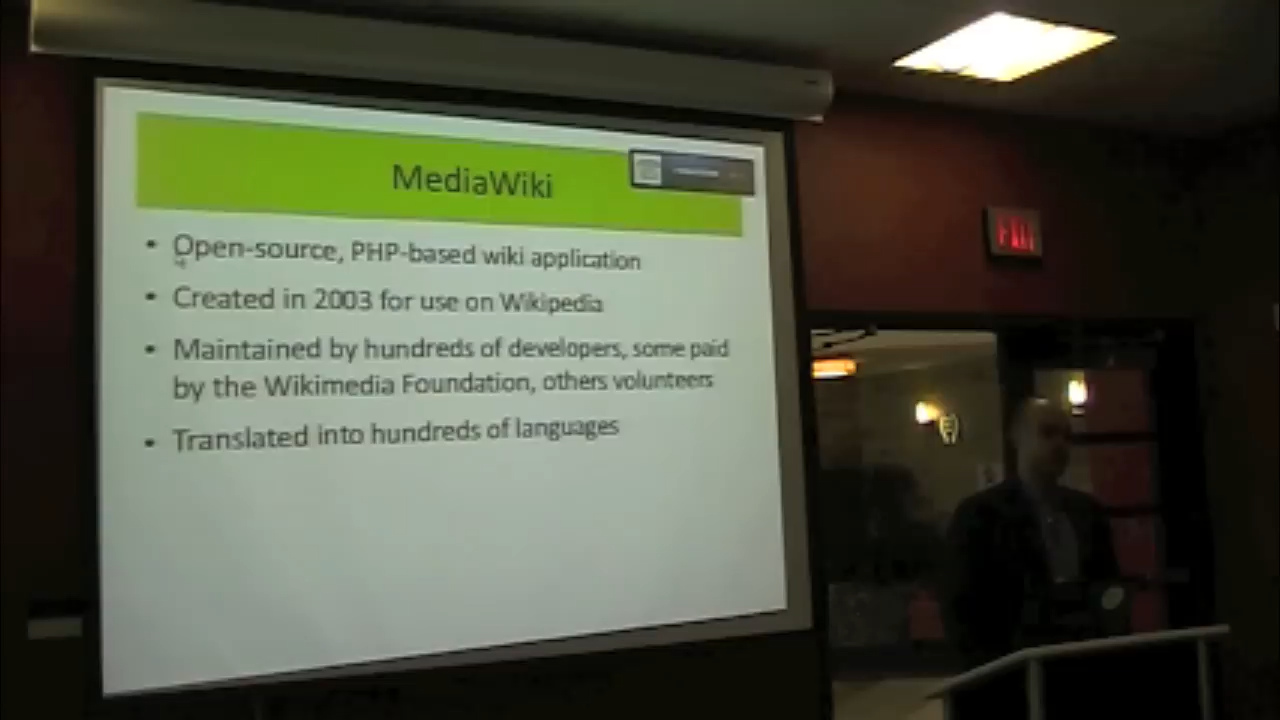 MediaWiki
• Open-source, PHP-based wiki application
• Created in 2003 for use on Wikipedia
• Maintained by hundreds of developers, some paid
by the Wikimedia Foundation, others volunteers
• Translated into hundreds of languages
EXIT